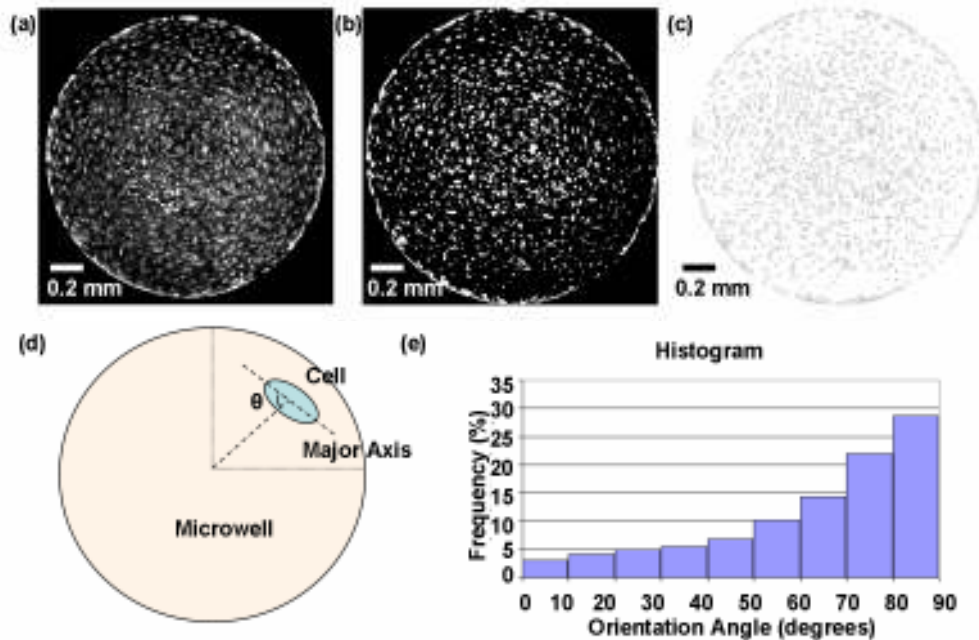 (a)
0.2 mm
(b)
0.2 mm
(c)
0.2 mm
(d)
Cell
θ
Major Axis
Microwell
(e)
Histogram
Frequency (%)
35
30
25
20
15
10
5
0
0 10 20 30 40 50 60 70 80 90
Orientation Angle (degrees)